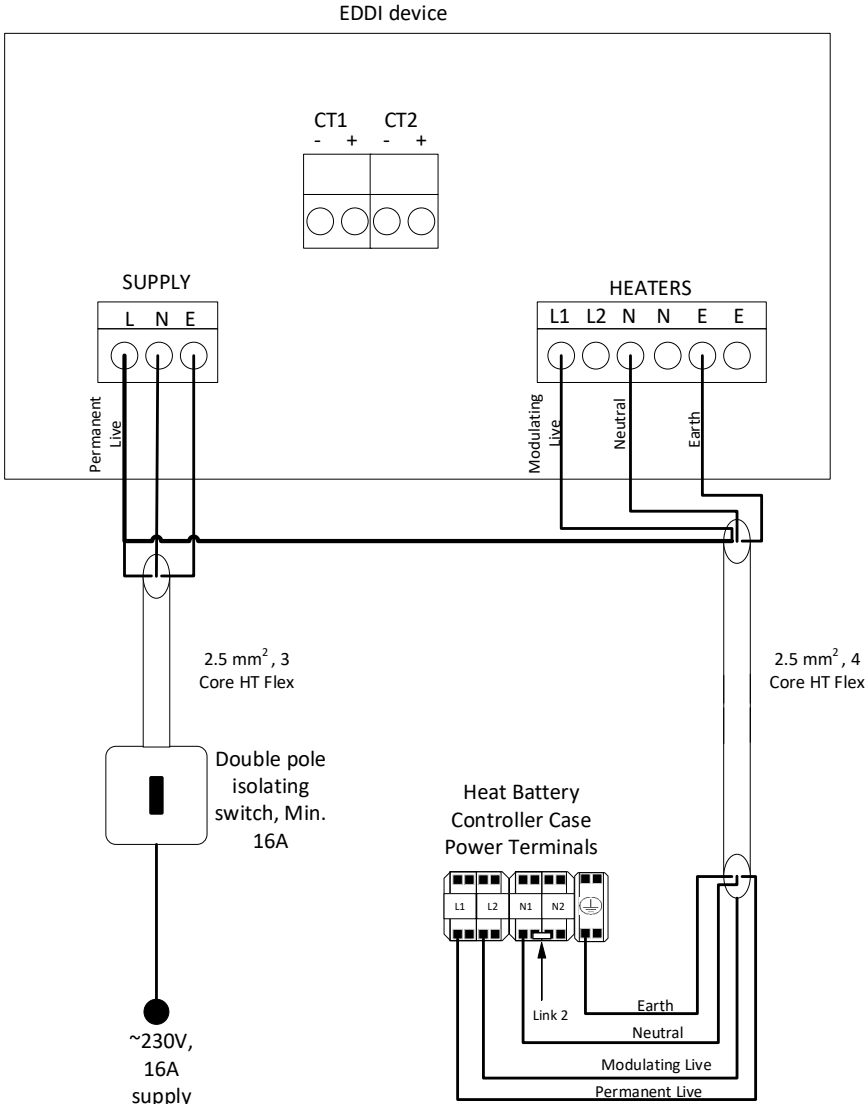 EDDI device
CT1 CT2
- + - +
SUPPLY
L N E
HEATERS
L1 L2 N N E E
Permanent
Live
Modulating
Live
Neutral
Earth
2.5 mm², 3
Core HT Flex
2.5 mm², 4
Core HT Flex
Double pole
isolating
switch, Min.
16A
Heat Battery
Controller Case
Power Terminals
L1 L2 N1 N2
Link 2
Earth
Neutral
Modulating Live
Permanent Live
~230V,
16A
supply